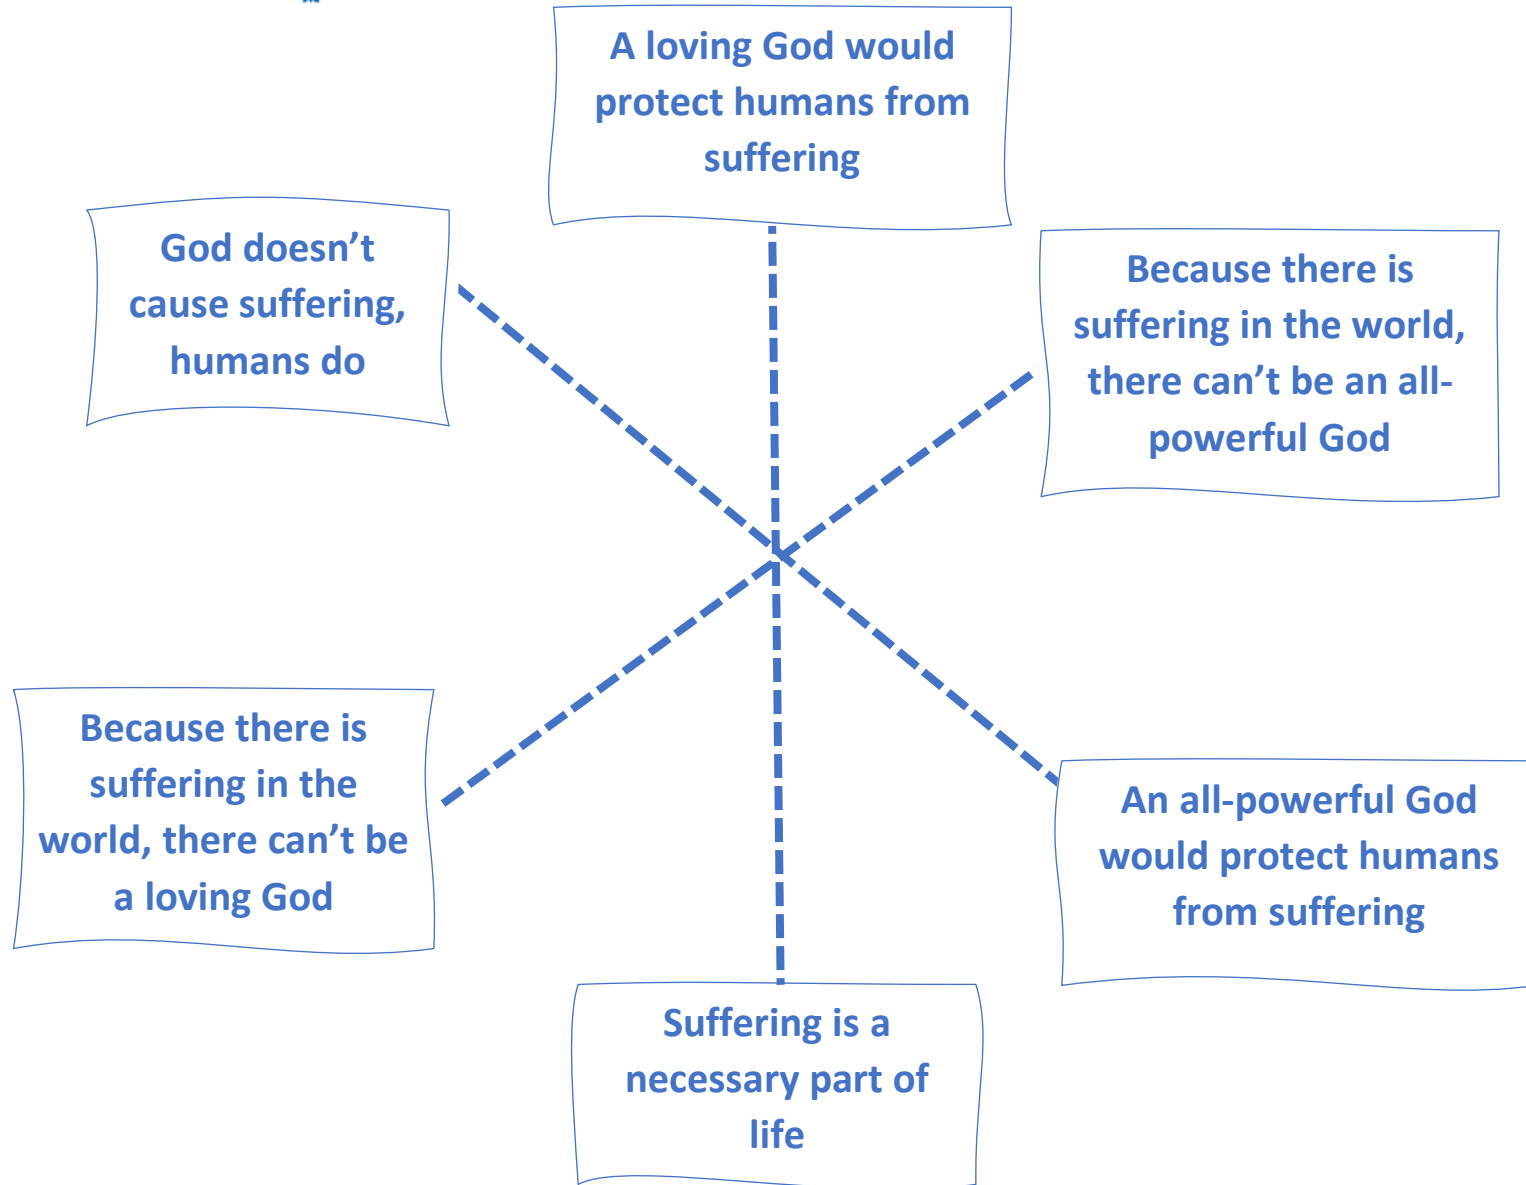 A loving God would
protect humans from
suffering
God doesn’t
cause suffering,
humans do
Because there is
suffering in the world,
there can’t be an all-
powerful God
Because there is
suffering in the
world, there can’t be
a loving God
An all-powerful God
would protect humans
from suffering
Suffering is a
necessary part of
life